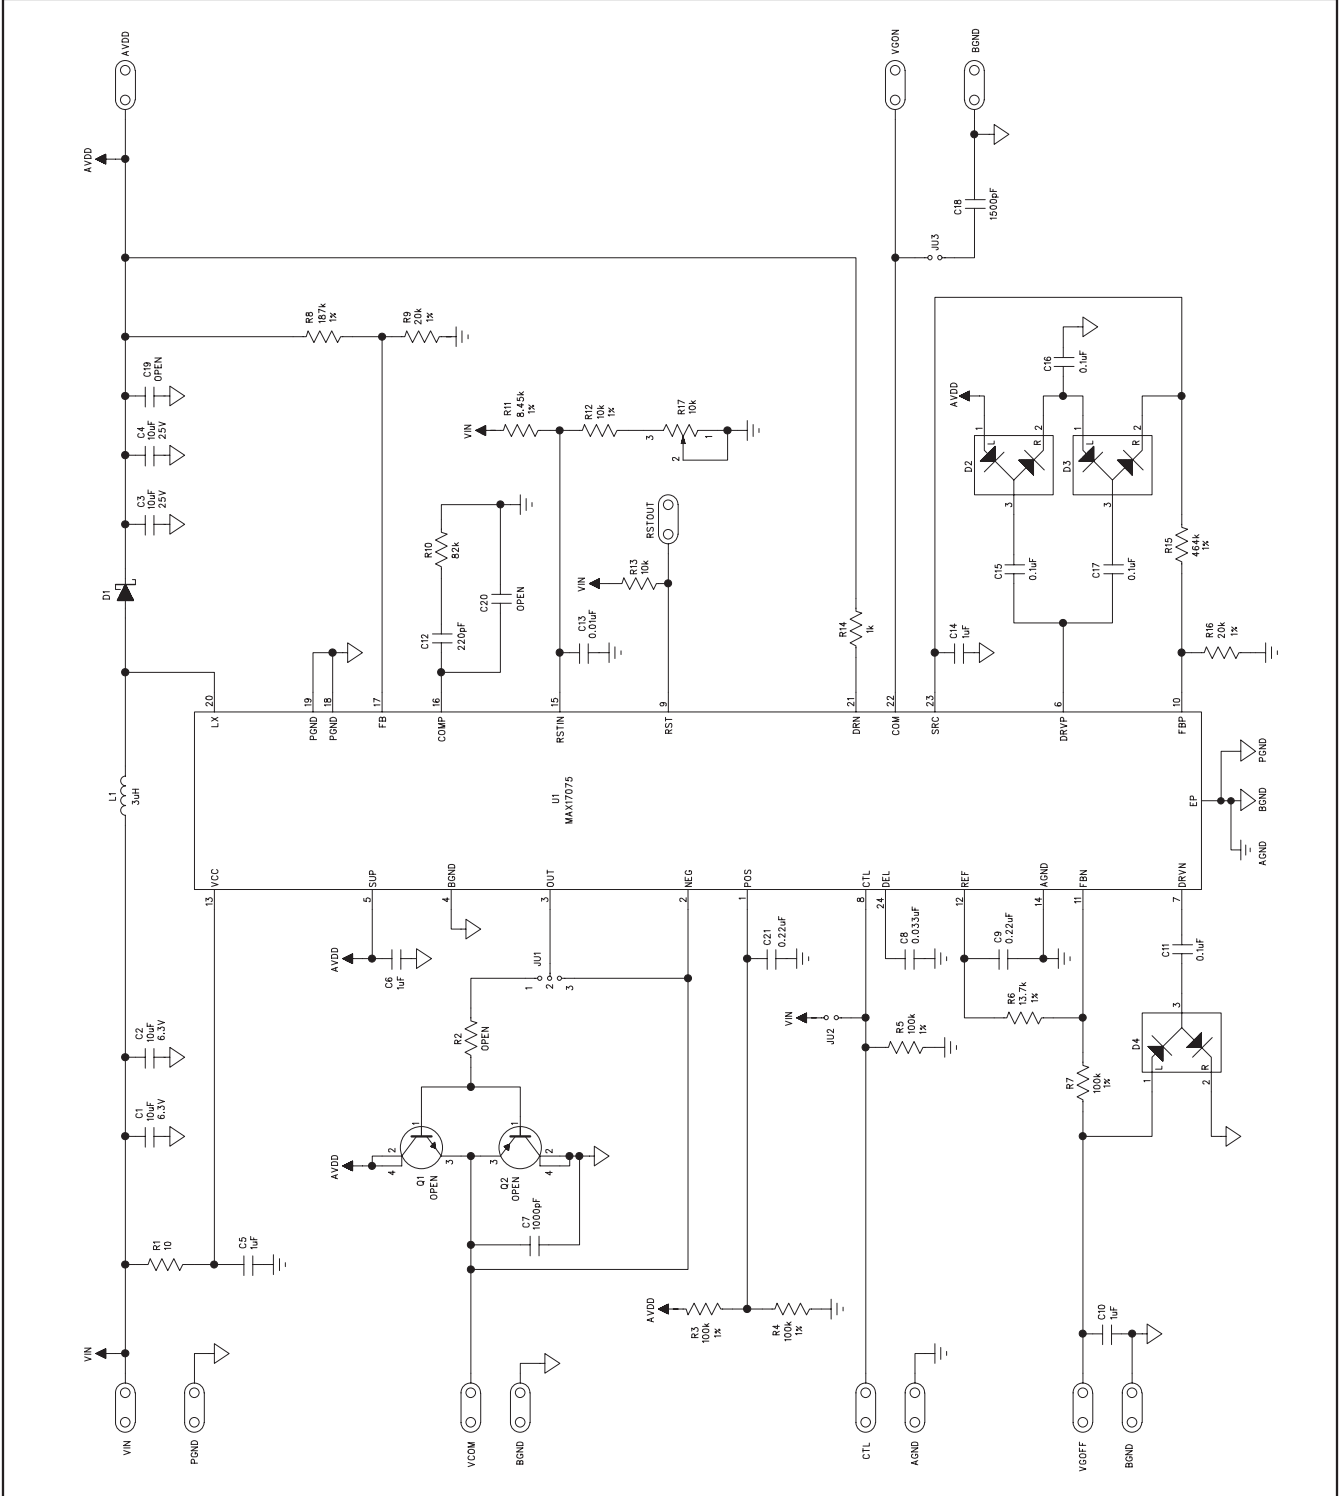 AVDD
VGON
BGND
AVDD
C18
1500pF
JU3
R8
187k
1%
R9
20k
1%
C19
OPEN
C4
10uF
25V
C3
10uF
25V
D1
VIN
R11
8.45k
1%
R12
10k
1%
R17
10k
3
2
1
AVDD
C16
0.1uF
D2
1
L
2
R
3
D3
1
L
2
R
3
R10
82k
C12
220pF
C20
OPEN
RSTOUT
VIN
R13
10k
C13
0.01uF
R14
1k
C15
0.1uF
C17
0.1uF
R15
464k
1%
C14
1uF
R16
20k
1%
20
LX
19
PGND
18
PGND
17
FB
16
COMP
15
RSTIN
9
RST
21
DRN
22
COM
23
SRC
6
DRVP
10
FBP
L1
3uH
U1
MAX17075
EP
PGND
BGND
AGND
VCC
13
SUP
5
BGND
4
OUT
3
NEG
2
POS
1
CTL
8
DEL
24
REF
12
AGND
14
FBN
11
DRVN
7
AVDD
C6
1uF
JU1
1
2
3
C21
0.22uF
C8
0.033uF
C9
0.22uF
C11
0.1uF
C2
10uF
6.3V
C1
10uF
6.3V
R2
OPEN
VIN
JU2
R5
100k
1%
R6
13.7k
1%
R7
100k
1%
D4
3
1
L
2
R
AVDD
Q1
OPEN
1
2
4
3
Q2
OPEN
1
2
4
3
C7
1000pF
R1
10
C5
1uF
AVDD
R3
100k
1%
R4
100k
1%
C10
1uF
VIN
VIN
PGND
VCOM
BGND
CTL
AGND
VGOFF
BGND